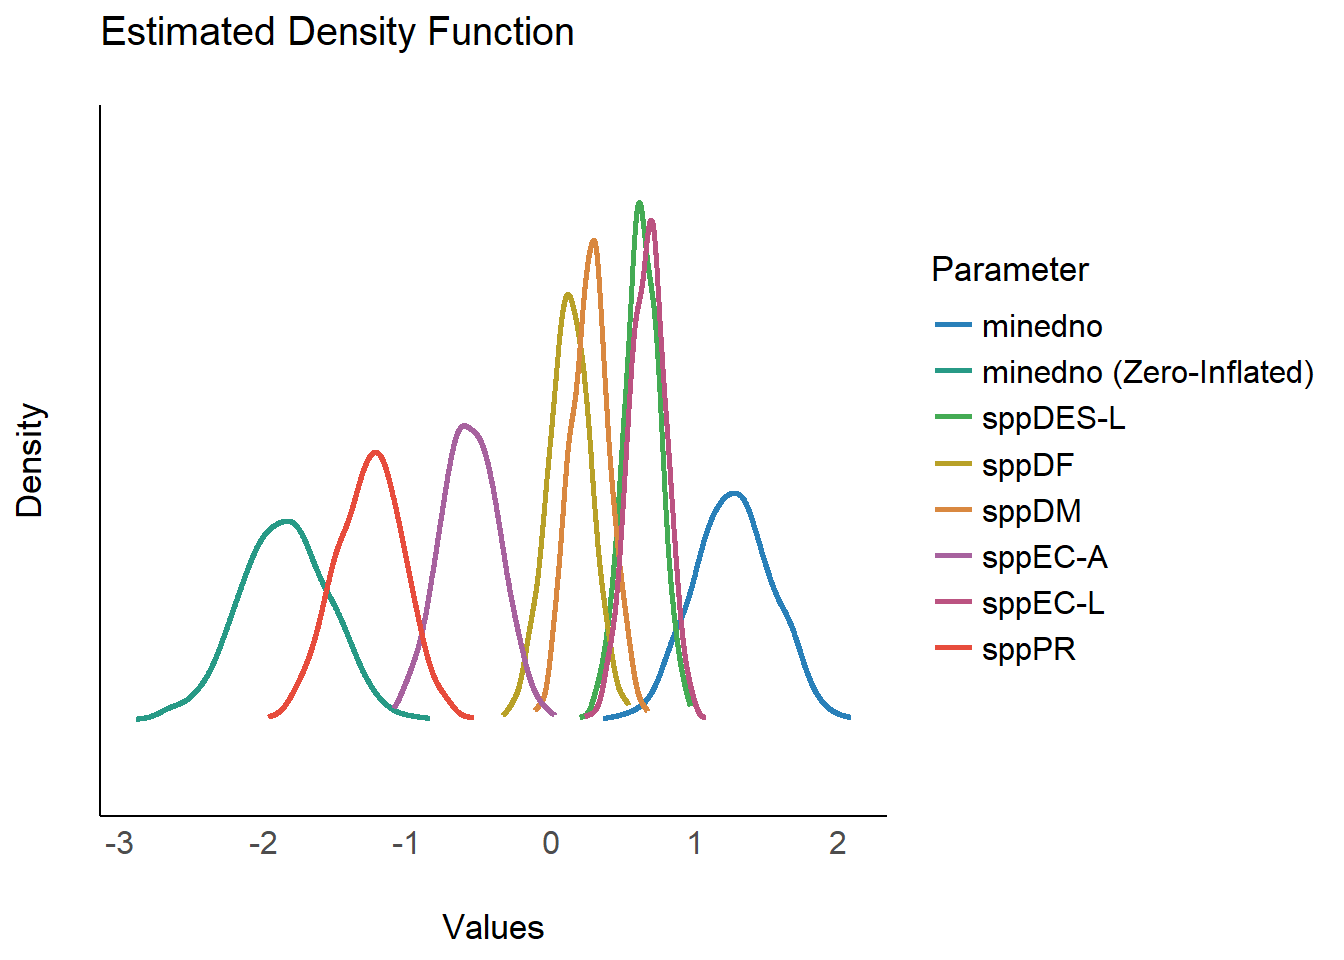 Estimated Density Function
Density
-3 -2 -1 0 1 2
Values
Parameter
minedno
minedno (Zero-Inflated)
sppDES-L
sppDF
sppDM
sppEC-A
sppEC-L
sppPR